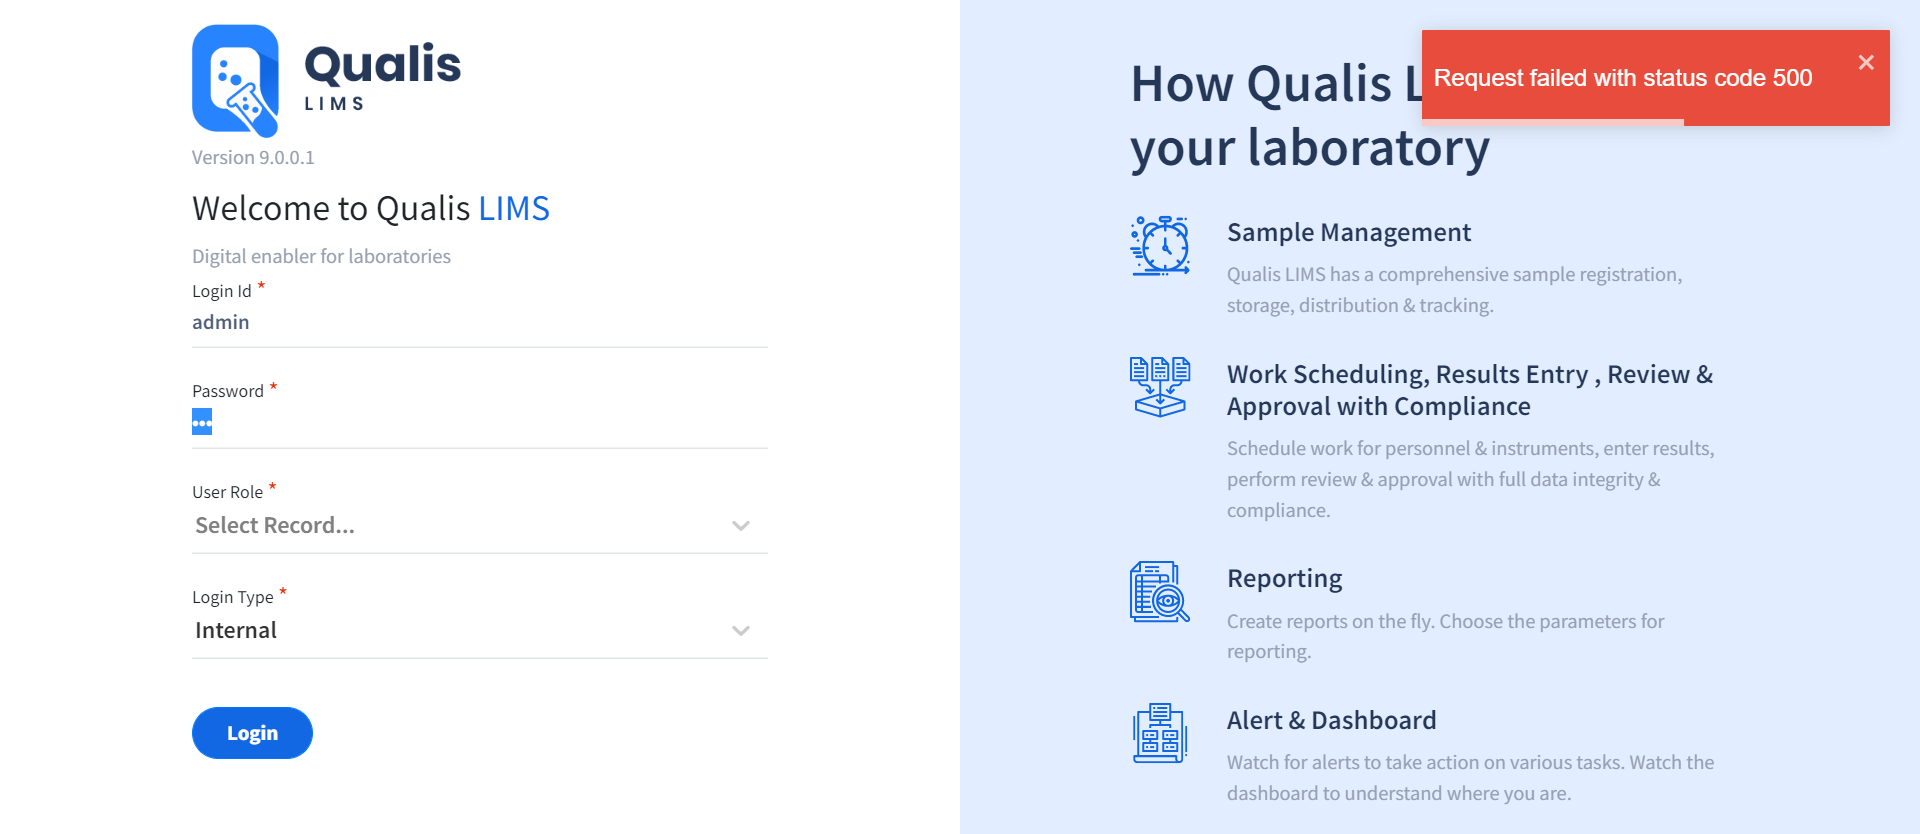 Qualis
LIMS
Version 9.0.0.1
Welcome to Qualis LIMS
Digital enabler for laboratories
Login Id *
admin
Password *
•••
User Role *
Select Record...
Login Type *
Internal
Login
How Qualis L
your laboratory
Request failed with status code 500
Sample Management
Qualis LIMS has a comprehensive sample registration,
storage, distribution & tracking.
Work Scheduling, Results Entry , Review &
Approval with Compliance
Schedule work for personnel & instruments, enter results,
perform review & approval with full data integrity &
compliance.
Reporting
Create reports on the fly. Choose the parameters for
reporting.
Alert & Dashboard
Watch for alerts to take action on various tasks. Watch the
dashboard to understand where you are.